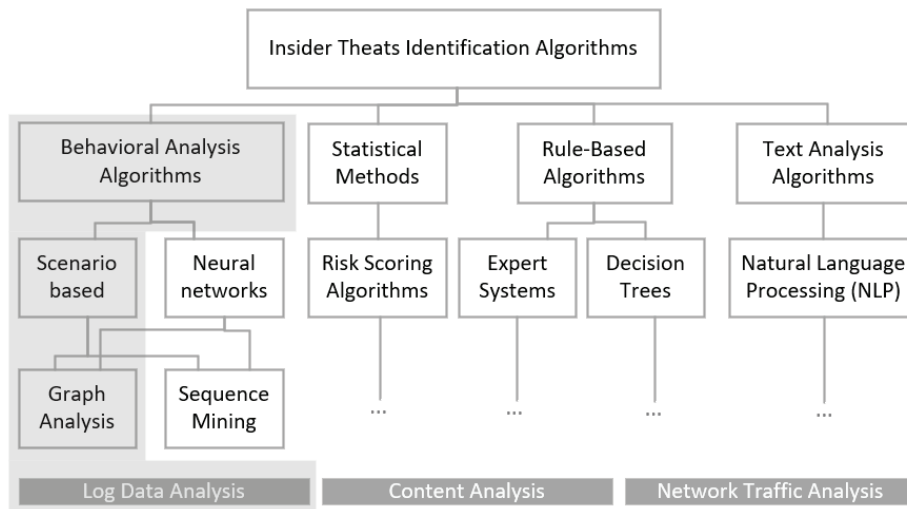 Insider Theats Identification Algorithms
Behavioral Analysis
Algorithms
Statistical
Methods
Rule-Based
Algorithms
Text Analysis
Algorithms
Scenario
based
Neural
networks
Risk Scoring
Algorithms
Expert
Systems
Decision
Trees
Natural Language
Processing (NLP)
Graph
Analysis
Sequence
Mining
...
...
...
...
Log Data Analysis
Content Analysis
Network Traffic Analysis